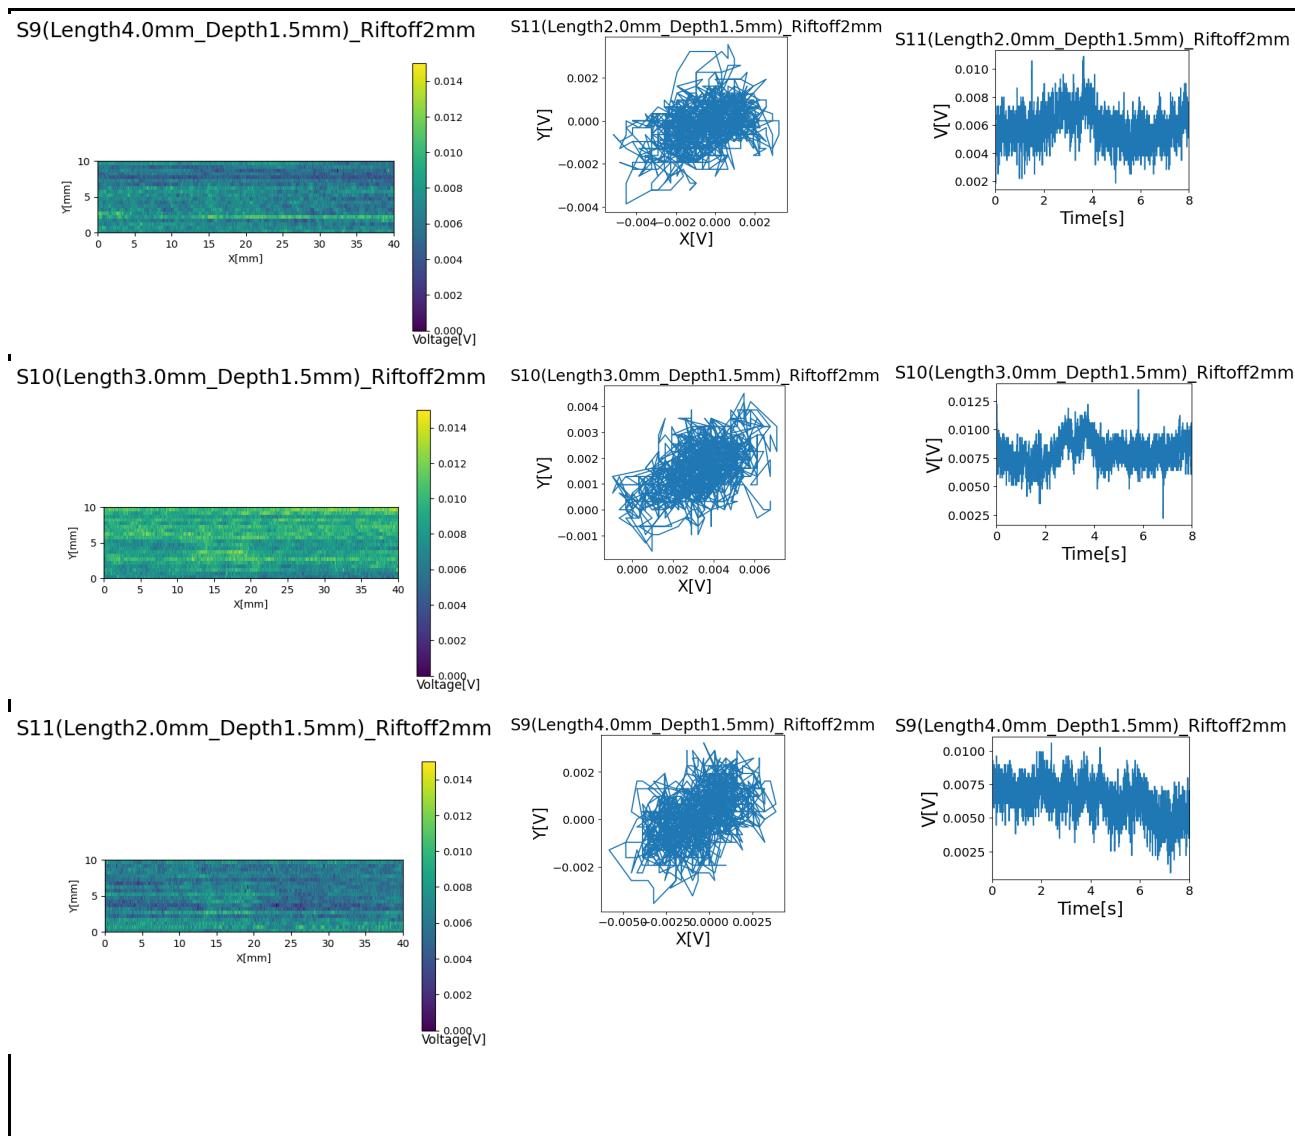 S9(Length4.0mm_Depth1.5mm)_Riftoff2mm
0.014
0.012
0.010
0.008
0.006
0.004
0.002
0.000
Voltage[V]
10
5
0
Y[mm]
0 5 10 15 20 25 30 35 40
X[mm]
S11(Length2.0mm_Depth1.5mm)_Riftoff2mm
0.002
0.000
−0.002
−0.004
Y[V]
−0.004 −0.002 0.000 0.002
X[V]
S11(Length2.0mm_Depth1.5mm)_Riftoff2mm
0.010
0.008
0.006
0.004
0.002
V[V]
0 2 4 6 8
Time[s]
S10(Length3.0mm_Depth1.5mm)_Riftoff2mm
0.014
0.012
0.010
0.008
0.006
0.004
0.002
0.000
Voltage[V]
10
5
0
Y[mm]
0 5 10 15 20 25 30 35 40
X[mm]
S10(Length3.0mm_Depth1.5mm)_Riftoff2mm
0.004
0.003
0.002
0.001
0.000
−0.001
Y[V]
0.000 0.002 0.004 0.006
X[V]
S10(Length3.0mm_Depth1.5mm)_Riftoff2mm
0.0125
0.0100
0.0075
0.0050
0.0025
V[V]
0 2 4 6 8
Time[s]
S11(Length2.0mm_Depth1.5mm)_Riftoff2mm
0.014
0.012
0.010
0.008
0.006
0.004
0.002
0.000
Voltage[V]
10
5
0
Y[mm]
0 5 10 15 20 25 30 35 40
X[mm]
S9(Length4.0mm_Depth1.5mm)_Riftoff2mm
0.002
0.000
−0.002
Y[V]
−0.0050 −0.0025 0.0000 0.0025
X[V]
S9(Length4.0mm_Depth1.5mm)_Riftoff2mm
0.0100
0.0075
0.0050
0.0025
V[V]
0 2 4 6 8
Time[s]